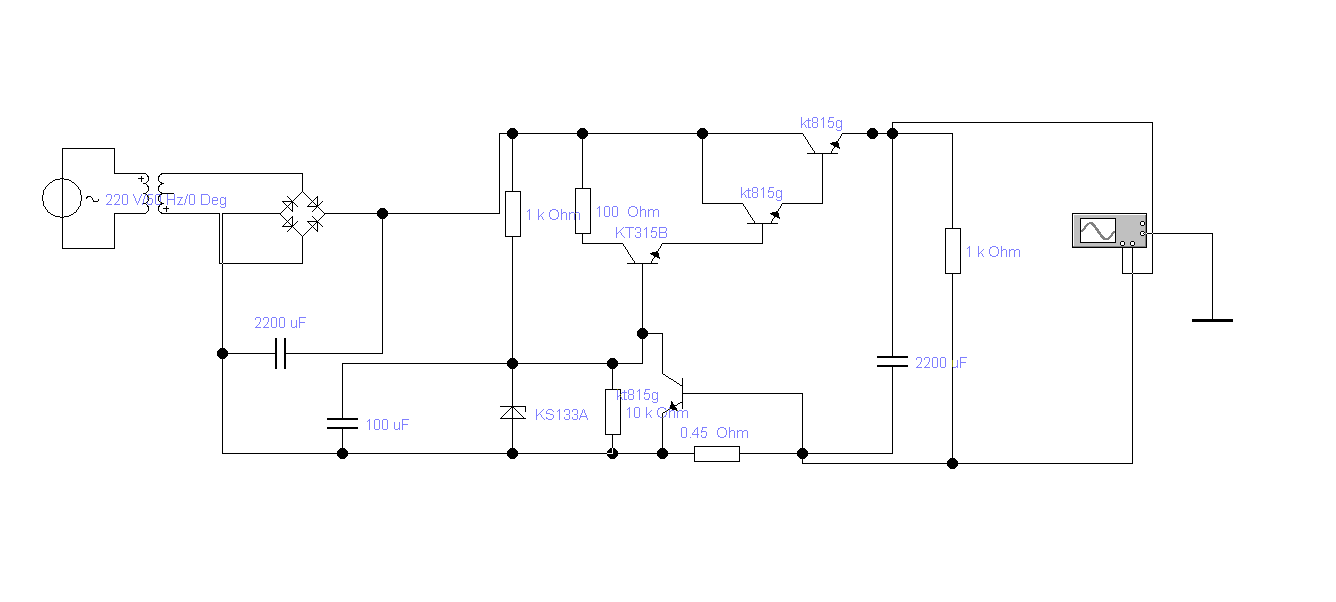 kt815g
kt815g
220 V/50 Hz/0 Deg
1 k Ohm
100 Ohm
KT315B
1 k Ohm
2200 uF
2200 uF
kt815g
10 k Ohm
KS133A
100 uF
0.45 Ohm